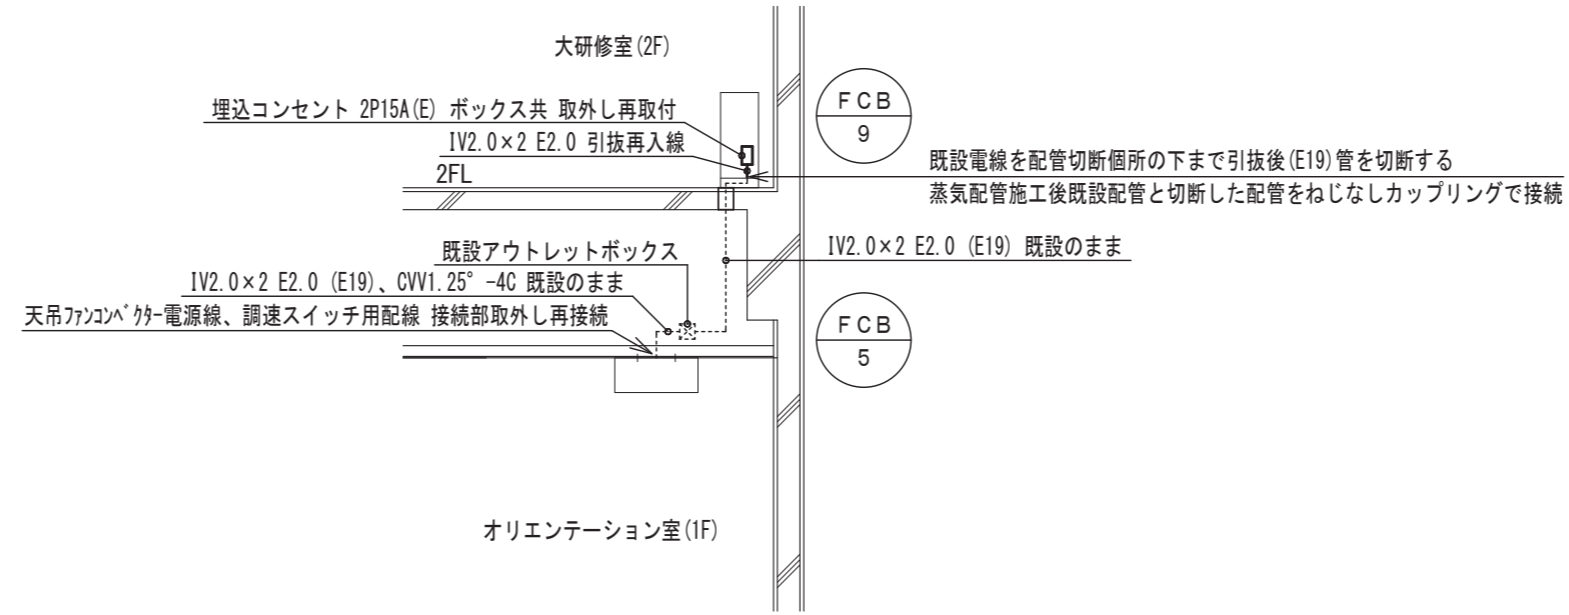 大研修室(2F)
埋込コンセント 2P15A(E) ボックス共 取外し再取付
IV2.0×2 E2.0 引抜再入線
2FL
FCB
9
既設電線を配管切断個所の下まで引抜後(E19)管を切断する
蒸気配管施工後既設配管と切断した配管をねじなしカップリングで接続
IV2.0×2 E2.0 (E19) 既設のまま
既設アウトレットボックス
IV2.0×2 E2.0 (E19)、CVV1.25°-4C 既設のまま
天吊ファンコンベクター電源線、調速スイッチ用配線 接続部取外し再接続
FCB
5
オリエンテーション室(1F)